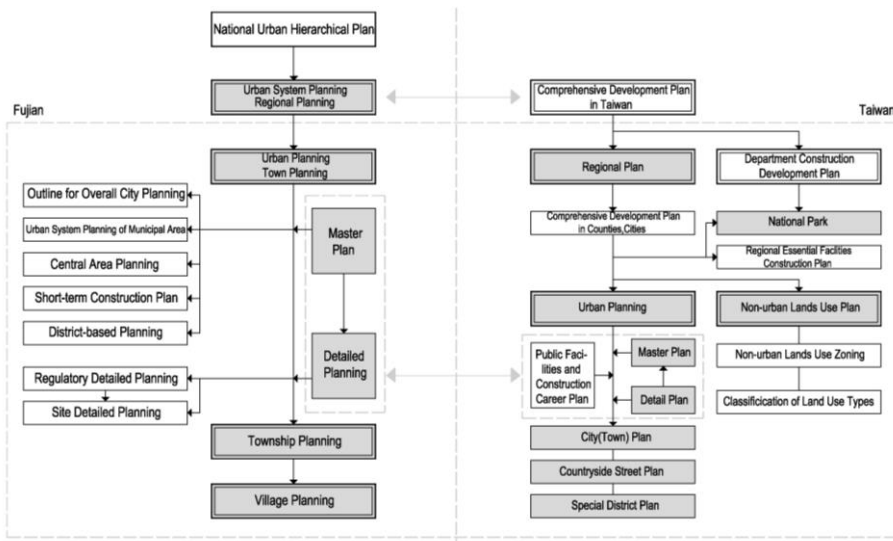 National Urban Hierarchical Plan
Urban System Planning
Regional Planning
Fujian
Urban Planning
Town Planning
Outline for Overall City Planning
Urban System Planning of Municipal Area
Central Area Planning
Short-term Construction Plan
District-based Planning
Master
Plan
Detailed
Planning
Regulatory Detailed Planning
Site Detailed Planning
Township Planning
Village Planning
Comprehensive Development Plan
in Taiwan
Taiwan
Regional Plan
Department Construction
Development Plan
Comprehensive Development Plan
in Counties,Cities
National Park
Regional Essential Faclities
Construction Plan
Urban Planning
Non-urban Lands Use Plan
Public Faci-
lities and
Construction
Career Plan
Master Plan
Detail Plan
Non-urban Lands Use Zoning
Classificication of Land Use Types
City(Town) Plan
Countryside Street Plan
Special District Plan